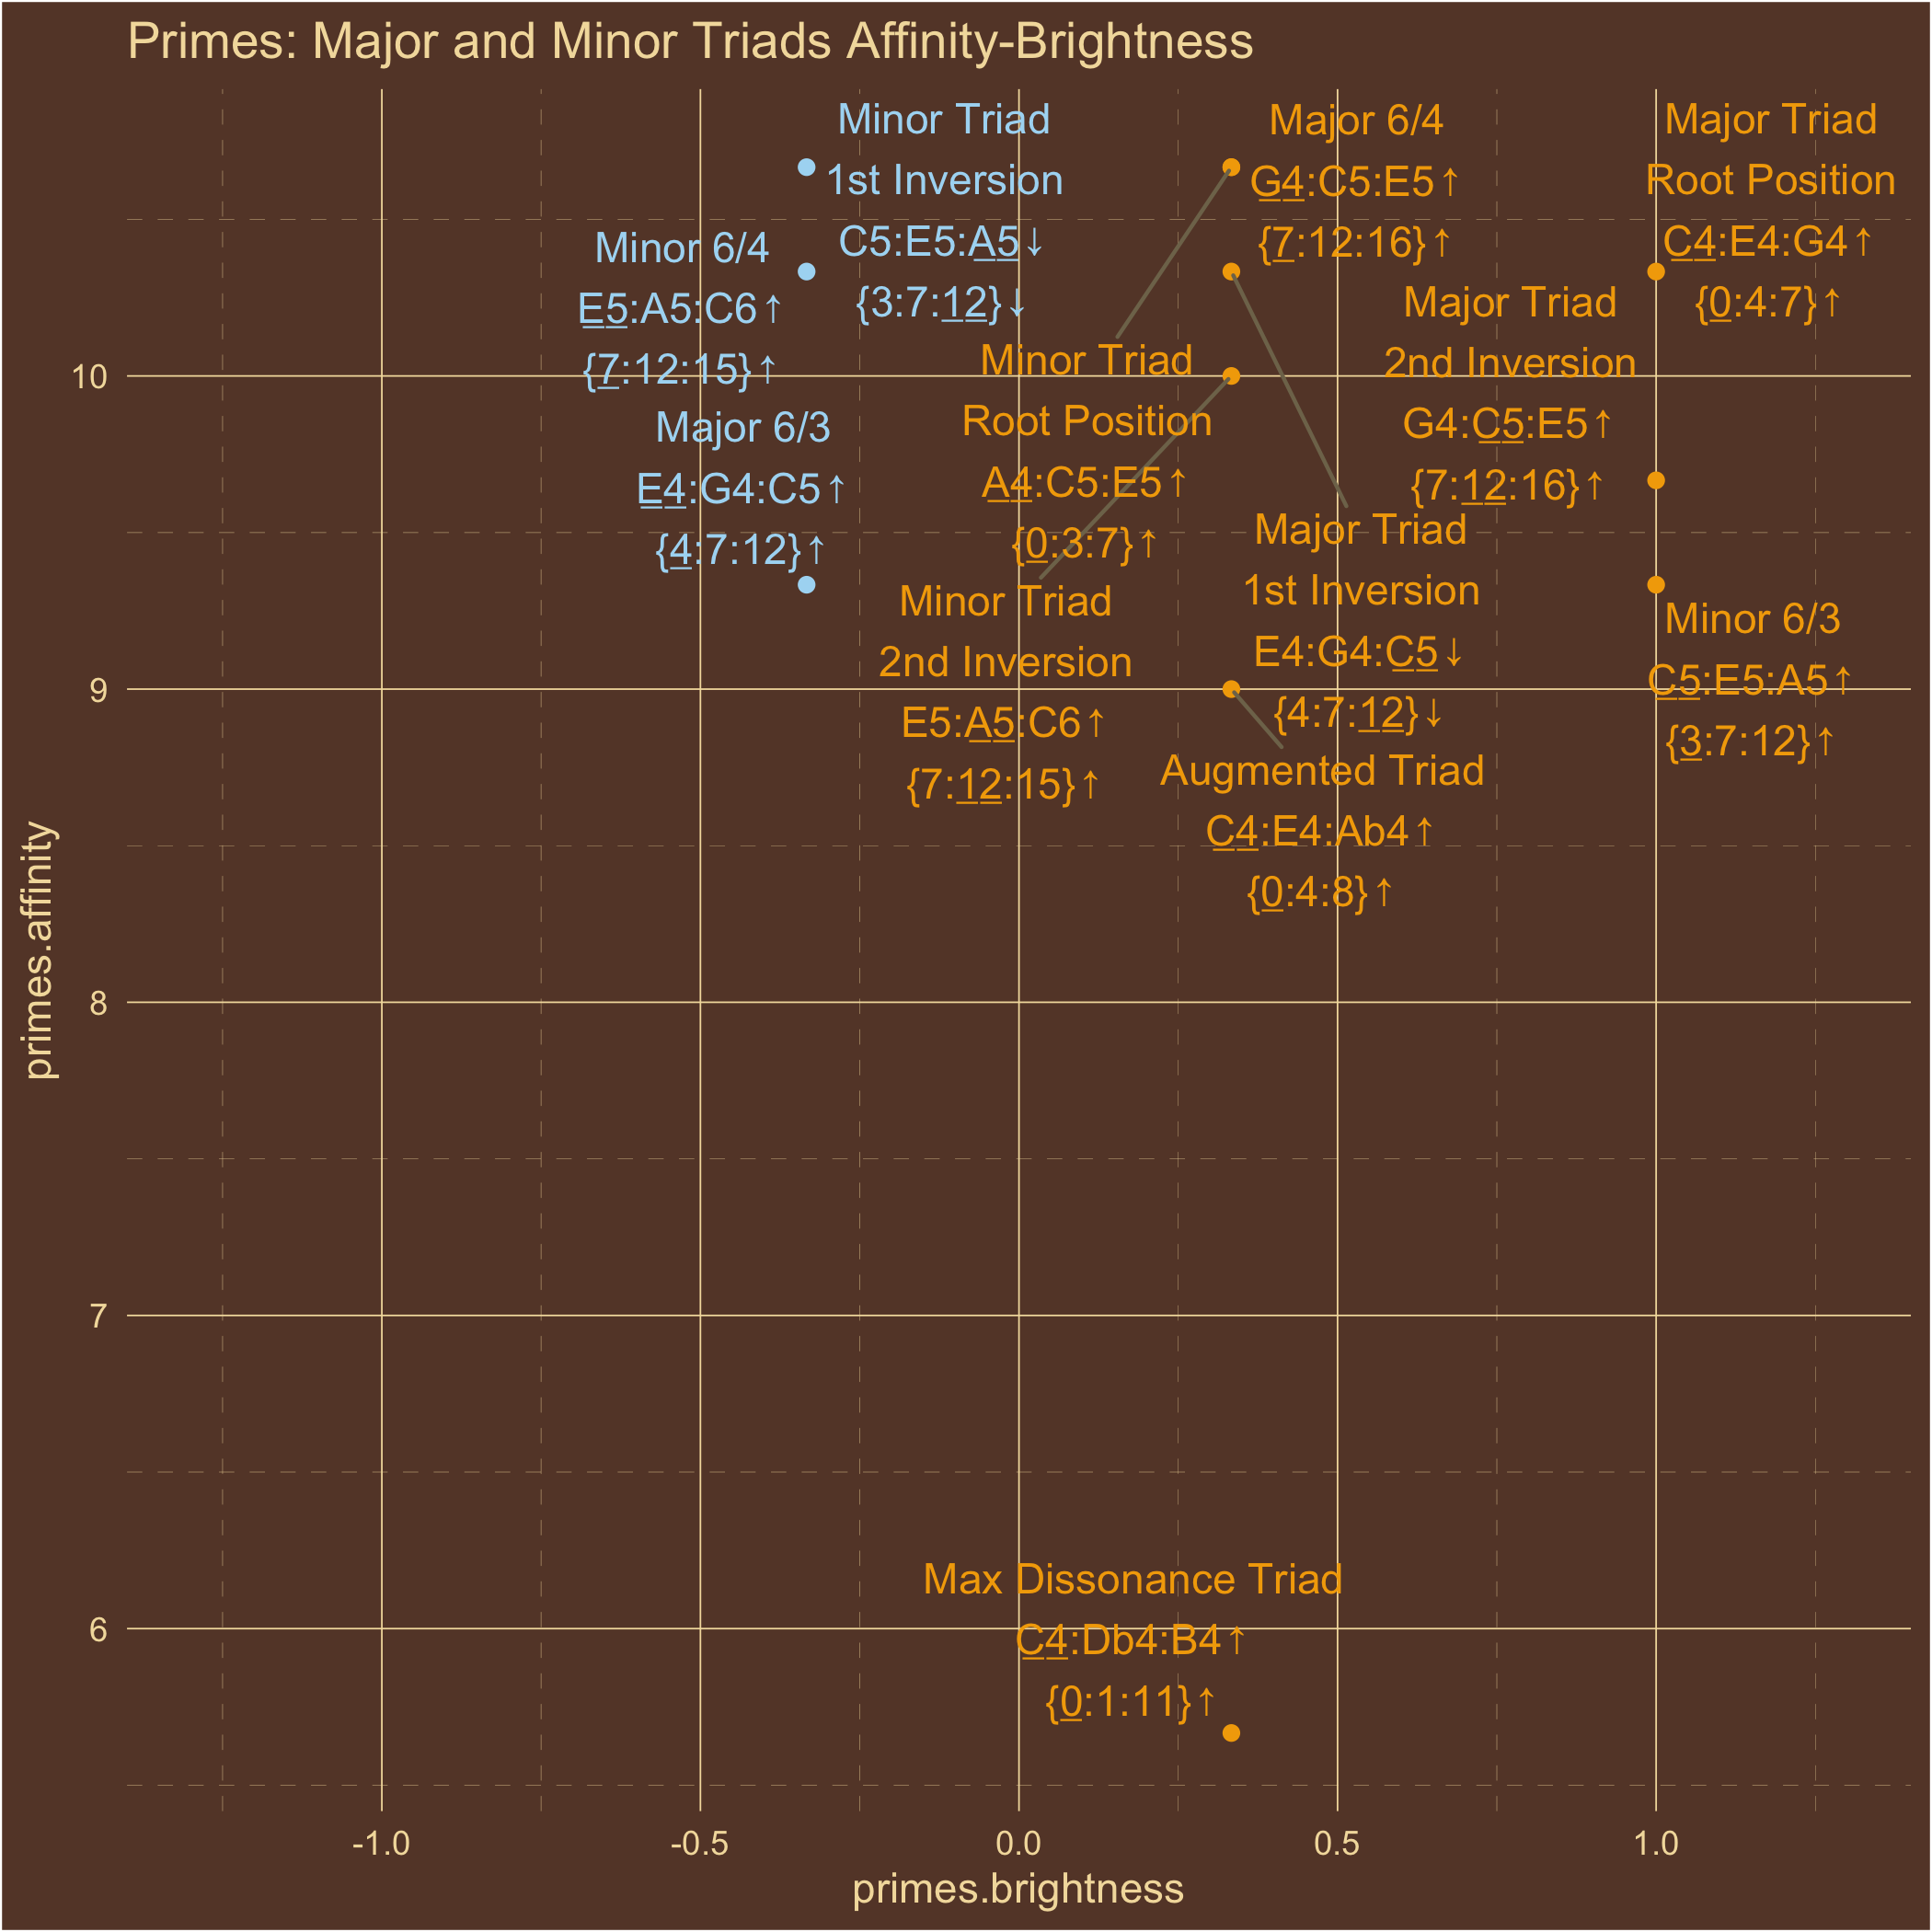 Primes: Major and Minor Triads Affinity-Brightness
Minor Triad
1st Inversion
C5:E5:A5↓
{3:7:12}↓
Major 6/4
G4:C5:E5↑
{7:12:16}↑
Major Triad
Root Position
C4:E4:G4↑
{0:4:7}↑
Minor 6/4
E5:A5:C6↑
{7:12:15}↑
Major Triad
2nd Inversion
G4:C5:E5↑
{7:12:16}↑
Minor Triad
Root Position
A4:C5:E5↑
{0:3:7}↑
Major 6/3
E4:G4:C5↑
{4:7:12}↑
Major Triad
1st Inversion
E4:G4:C5↓
{4:7:12}↓
Minor Triad
2nd Inversion
E5:A5:C6↑
{7:12:15}↑
Minor 6/3
C5:E5:A5↑
{3:7:12}↑
Augmented Triad
C4:E4:Ab4↑
{0:4:8}↑
Max Dissonance Triad
C4:Db4:B4↑
{0:1:11}↑
10
9
8
7
6
primes.affinity
-1.0
-0.5
0.0
0.5
1.0
primes.brightness